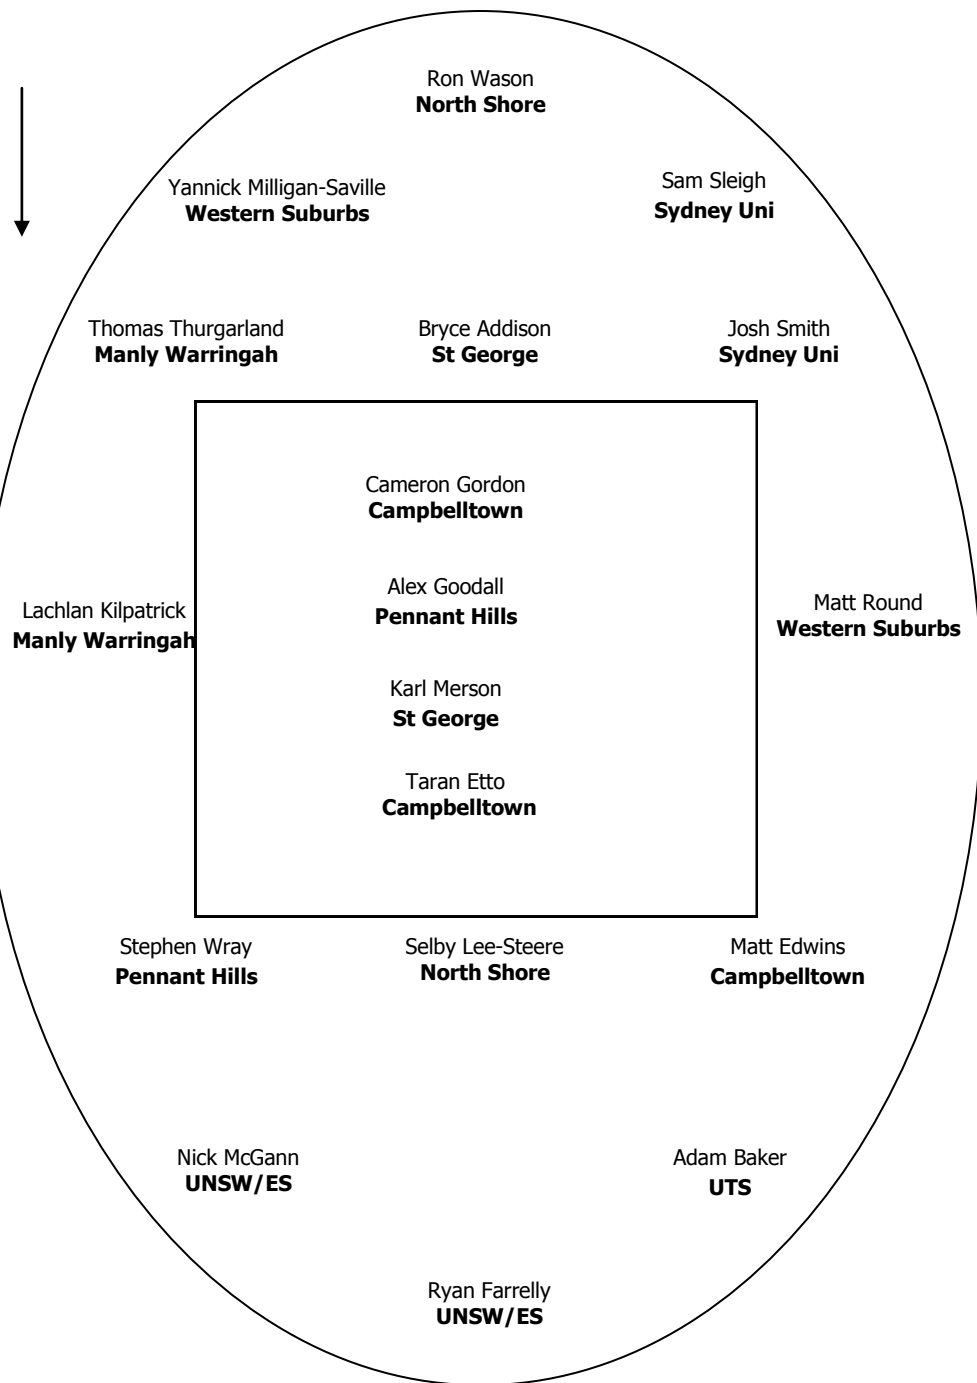 Ron Wason
North Shore
Yannick Milligan-Saville
Western Suburbs
Sam Sleigh
Sydney Uni
Thomas Thurgarland
Manly Warringah
Bryce Addison
St George
Josh Smith
Sydney Uni
Cameron Gordon
Campbelltown
Alex Goodall
Pennant Hills
Lachlan Kilpatrick
Manly Warringah
Matt Round
Western Suburbs
Karl Merson
St George
Taran Etto
Campbelltown
Stephen Wray
Pennant Hills
Selby Lee-Steere
North Shore
Matt Edwins
Campbelltown
Nick McGann
UNSW/ES
Adam Baker
UTS
Ryan Farrelly
UNSW/ES